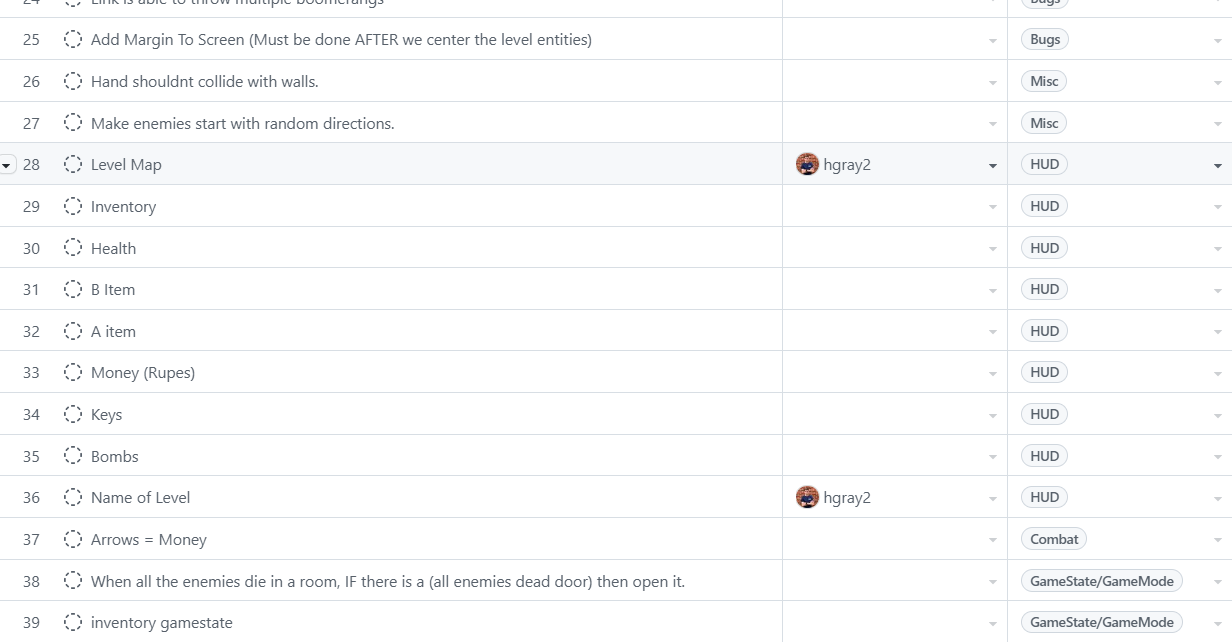 24 Link is able to throw multiple boomerangs Bugs
25 Add Margin To Screen (Must be done AFTER we center the level entities) Bugs
26 Hand shouldnt collide with walls. Misc
27 Make enemies start with random directions. Misc
28 Level Map hgray2 HUD
29 Inventory HUD
30 Health HUD
31 B Item HUD
32 A item HUD
33 Money (Rupes) HUD
34 Keys HUD
35 Bombs HUD
36 Name of Level hgray2 HUD
37 Arrows = Money Combat
38 When all the enemies die in a room, IF there is a (all enemies dead door) then open it. GameState/GameMode
39 inventory gamestate GameState/GameMode